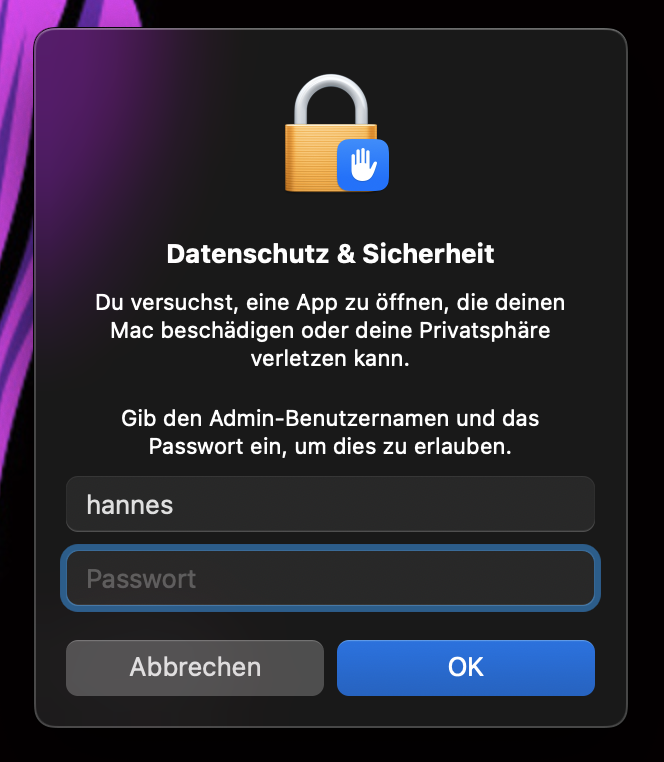 Datenschutz & Sicherheit
Du versuchst, eine App zu öffnen, die deinen
Mac beschädigen oder deine Privatsphäre
verletzen kann.
Gib den Admin-Benutzernamen und das
Passwort ein, um dies zu erlauben.
hannes
Passwort
Abbrechen
OK